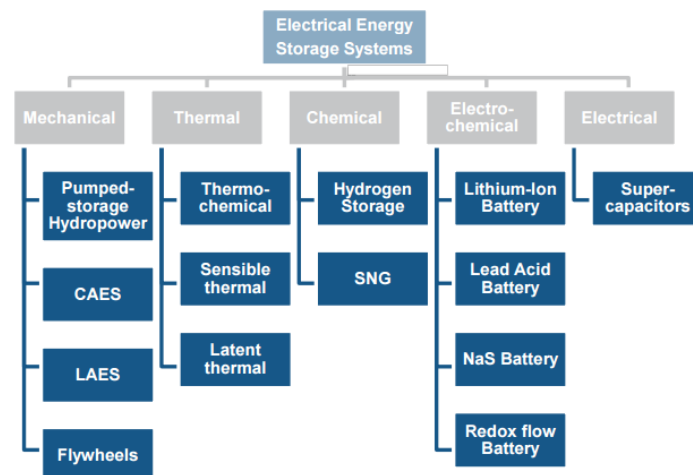 Electrical Energy
Storage Systems
Mechanical
Thermal
Chemical
Electro-
chemical
Electrical
Pumped-
storage
Hydropower
CAES
LAES
Flywheels
Thermo-
chemical
Sensible
thermal
Latent
thermal
Hydrogen
Storage
SNG
Lithium-Ion
Battery
Lead Acid
Battery
NaS Battery
Redox flow
Battery
Super-
capacitors